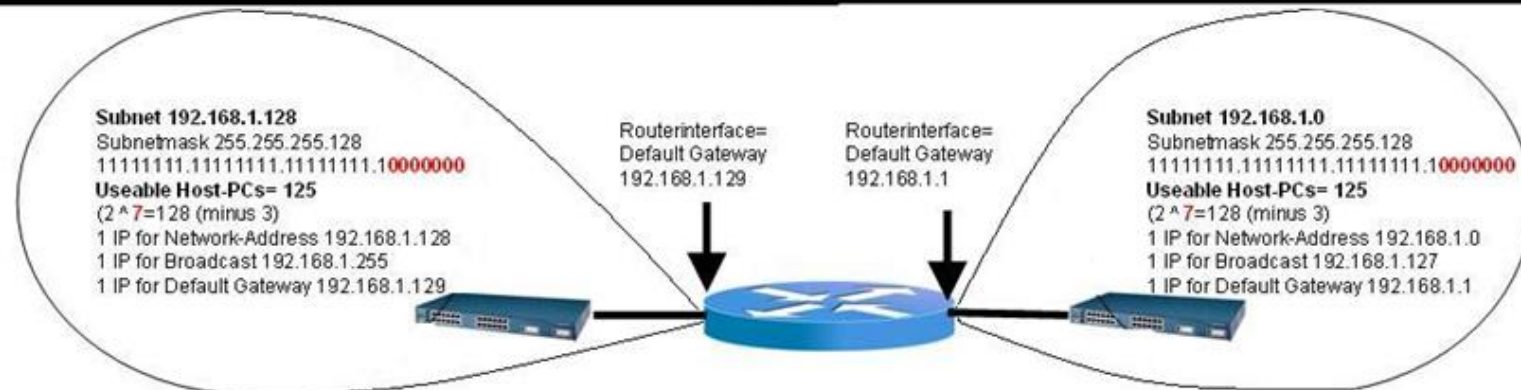 Subnet 192.168.1.128
Subnetmask 255.255.255.128
11111111.11111111.11111111.10000000
Useable Host-PCs= 125
(2 ^ 7=128 (minus 3)
1 IP for Network-Address 192.168.1.128
1 IP for Broadcast 192.168.1.255
1 IP for Default Gateway 192.168.1.129
Routerinterface=
Default Gateway
192.168.1.129
Routerinterface=
Default Gateway
192.168.1.1
Subnet 192.168.1.0
Subnetmask 255.255.255.128
11111111.11111111.11111111.10000000
Useable Host-PCs= 125
(2 ^ 7=128 (minus 3)
1 IP for Network-Address 192.168.1.0
1 IP for Broadcast 192.168.1.127
1 IP for Default Gateway 192.168.1.1